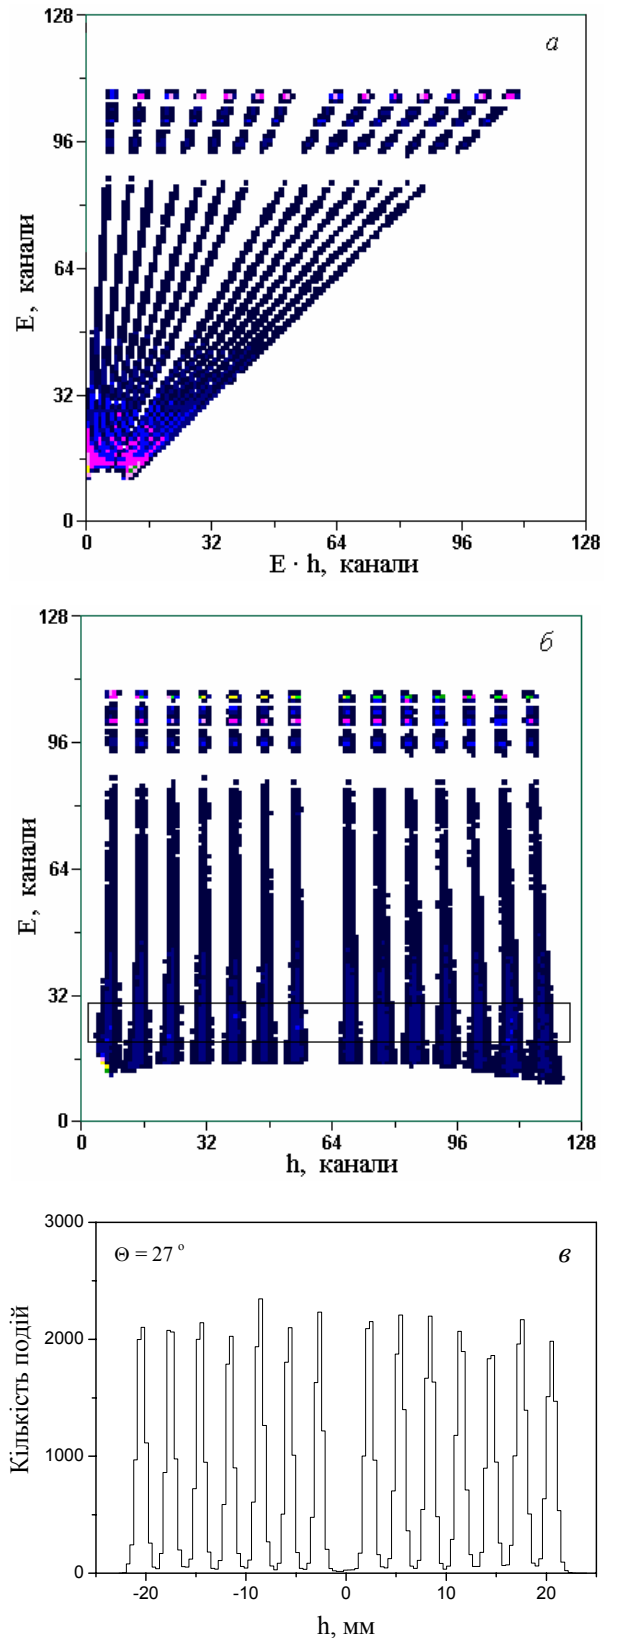 128
а
96
64
32
0
E, канали
0 32 64 96 128
E · h, канали
128
б
96
64
32
0
E, канали
0 32 64 96 128
h, канали
3000
Θ = 27 °
в
2000
1000
0
Кількість подій
-20 -10 0 10 20
h, мм